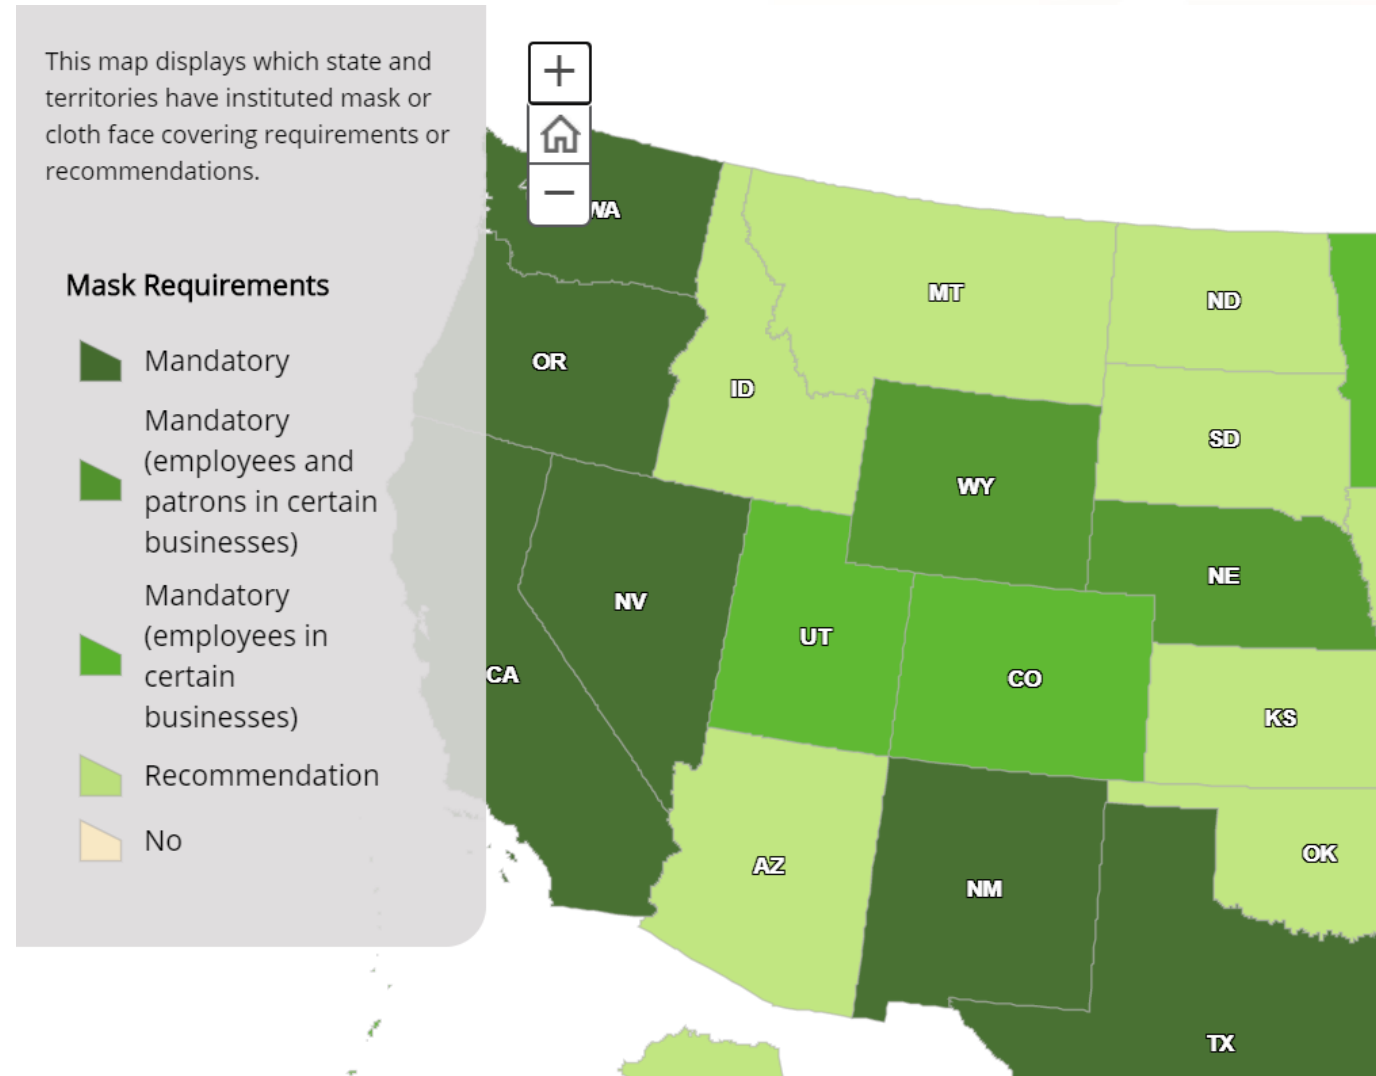 This map displays which state and
territories have instituted mask or
cloth face covering requirements or
recommendations.
Mask Requirements
Mandatory
Mandatory
(employees and
patrons in certain
businesses)
Mandatory
(employees in
certain
businesses)
Recommendation
No
+
−
WA
MT
ND
OR
ID
SD
WY
NE
NV
UT
CA
CO
KS
AZ
NM
OK
TX